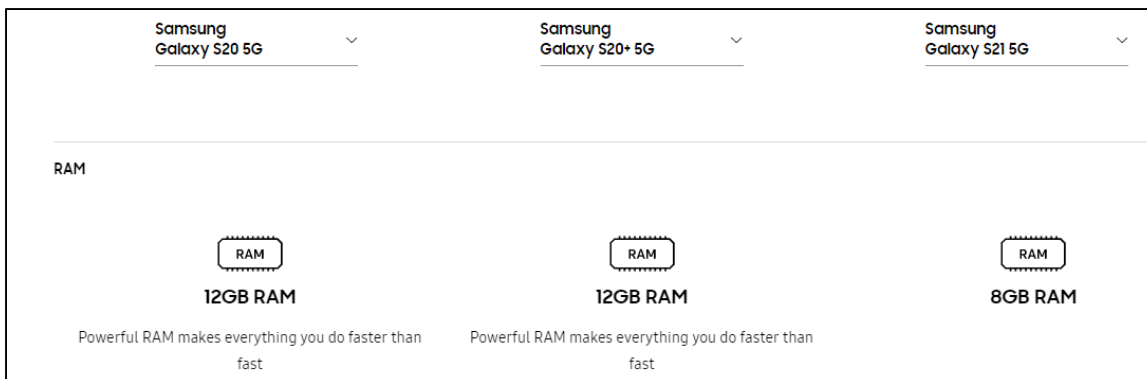 Samsung
Galaxy S20 5G
Samsung
Galaxy S20+ 5G
Samsung
Galaxy S21 5G
RAM
RAM
12GB RAM
Powerful RAM makes everything you do faster than
fast
RAM
12GB RAM
Powerful RAM makes everything you do faster than
fast
RAM
8GB RAM